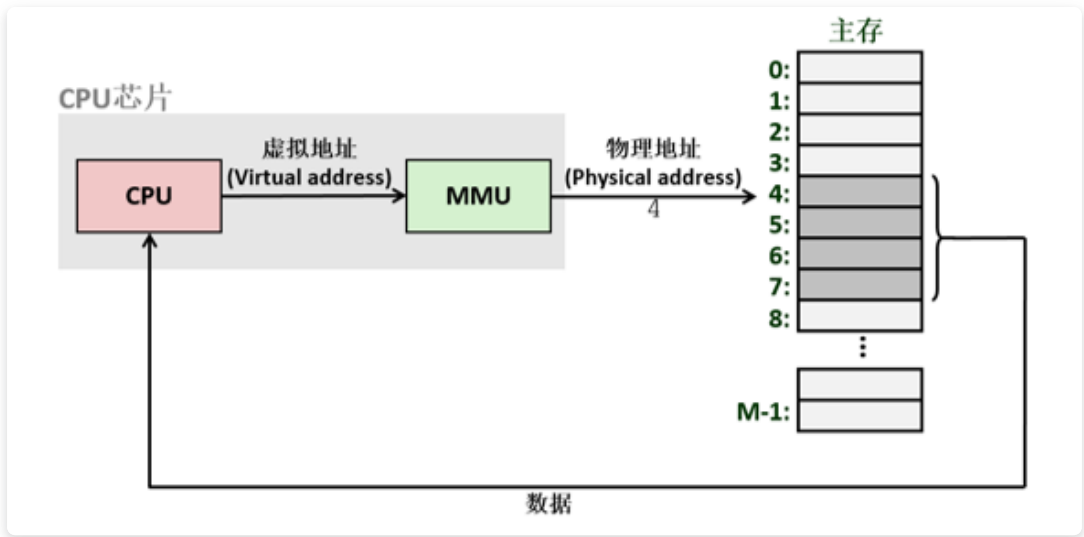 主存
CPU芯片
虚拟地址
(Virtual address)
物理地址
(Physical address)
4
CPU
MMU
0:
1:
2:
3:
4:
5:
6:
7:
8:
M-1:
数据